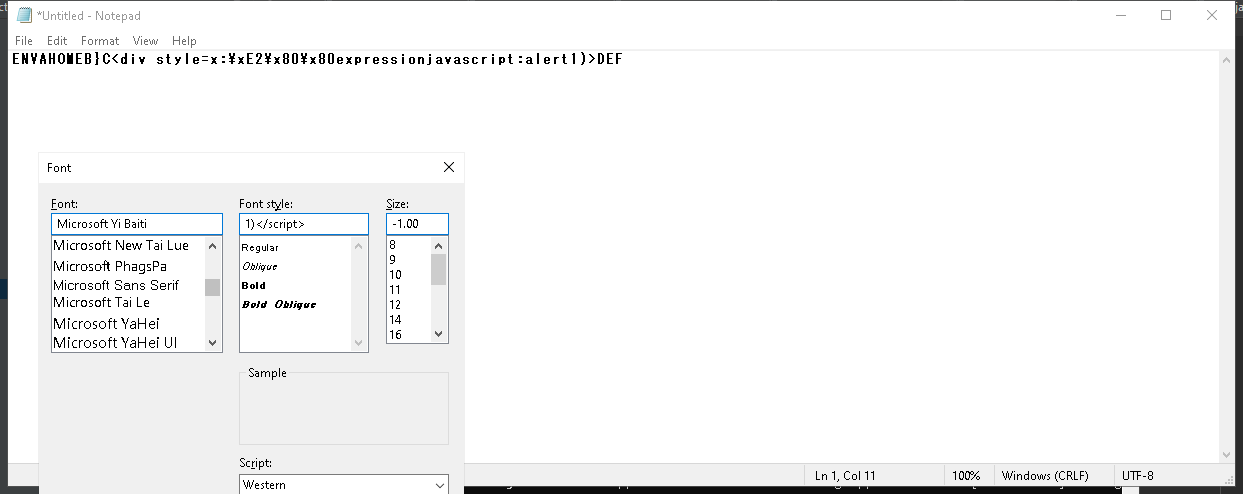 *Untitled - Notepad
File Edit Format View Help
ENVAHOMEB}C<div style=x:¥xE2¥x80¥x80expressionjavascript:alert1)>DEF
Font
Font: Font style: Size:
Microsoft Yi Baiti 1)</script> -1.00
Microsoft New Tai Lue Regular 8
Microsoft PhagsPa Oblique 9
Microsoft Sans Serif Bold 10
Microsoft Tai Le Bold Oblique 11
Microsoft YaHei 12
Microsoft YaHei UI 14
16
Sample
Script:
Western
Ln 1, Col 11 100% Windows (CRLF) UTF-8